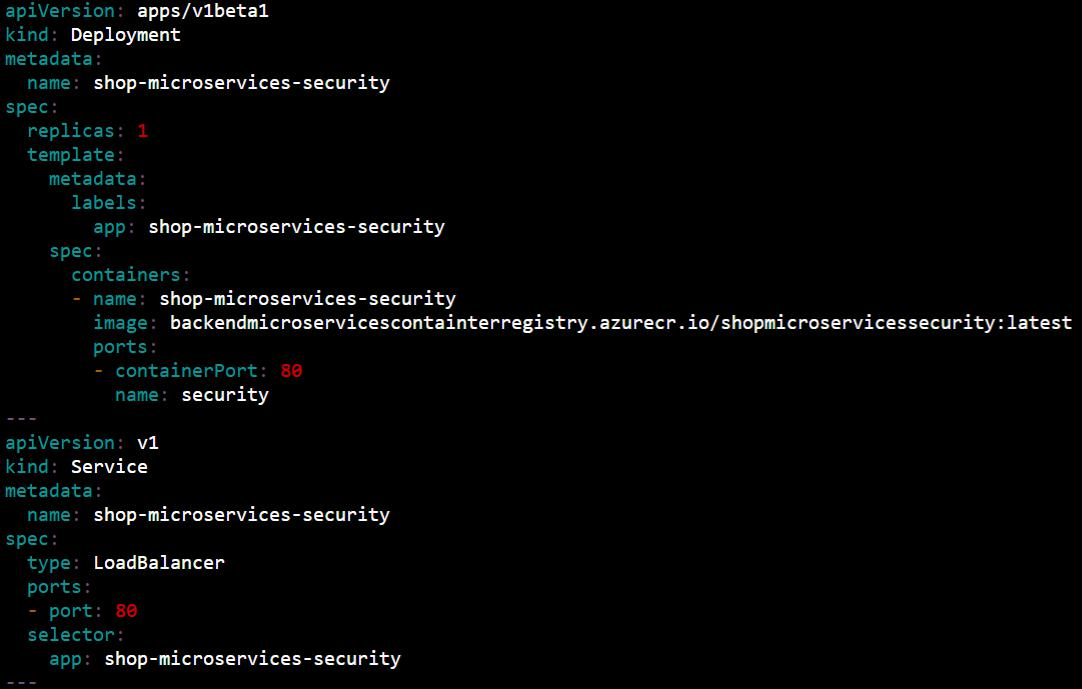 apiVersion: apps/v1beta1
kind: Deployment
metadata:
  name: shop-microservices-security
spec:
  replicas: 1
  template:
    metadata:
      labels:
        app: shop-microservices-security
    spec:
      containers:
      - name: shop-microservices-security
        image: backendmicroservicescontainterregistry.azurecr.io/shopmicroservicessecurity:latest
        ports:
        - containerPort: 80
          name: security
---
apiVersion: v1
kind: Service
metadata:
  name: shop-microservices-security
spec:
  type: LoadBalancer
  ports:
  - port: 80
  selector:
    app: shop-microservices-security
---